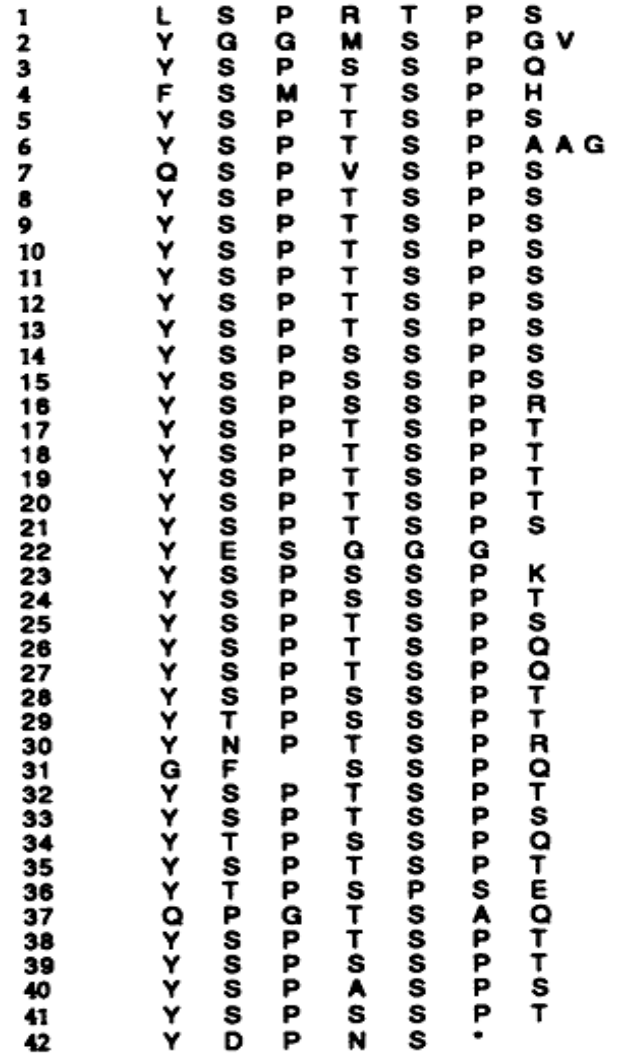 1 L S P R T P S
2 Y G G M S P G V
3 Y S P S S P Q
4 F S M T S P H
5 Y S P T S P S
6 Y S P T S P A A G
7 Q S P V S P S
8 Y S P T S P S
9 Y S P T S P S
10 Y S P T S P S
11 Y S P T S P S
12 Y S P T S P S
13 Y S P T S P S
14 Y S P S S P S
15 Y S P S S P S
16 Y S P S S P R
17 Y S P T S P T
18 Y S P T S P T
19 Y S P T S P T
20 Y S P T S P T
21 Y S P T S P S
22 Y E S G G G
23 Y S P S S P K
24 Y S P S S P T
25 Y S P T S P S
26 Y S P T S P Q
27 Y S P T S P Q
28 Y S P S S P T
29 Y T P S S P T
30 Y N P T S P R
31 G F S S P Q
32 Y S P T S P T
33 Y S P T S P S
34 Y T P S S P Q
35 Y S P T S P T
36 Y T P S P S E
37 Q P G T S A Q
38 Y S P T S P T
39 Y S P S S P T
40 Y S P A S P S
41 Y S P S S P T
42 Y D P N S *